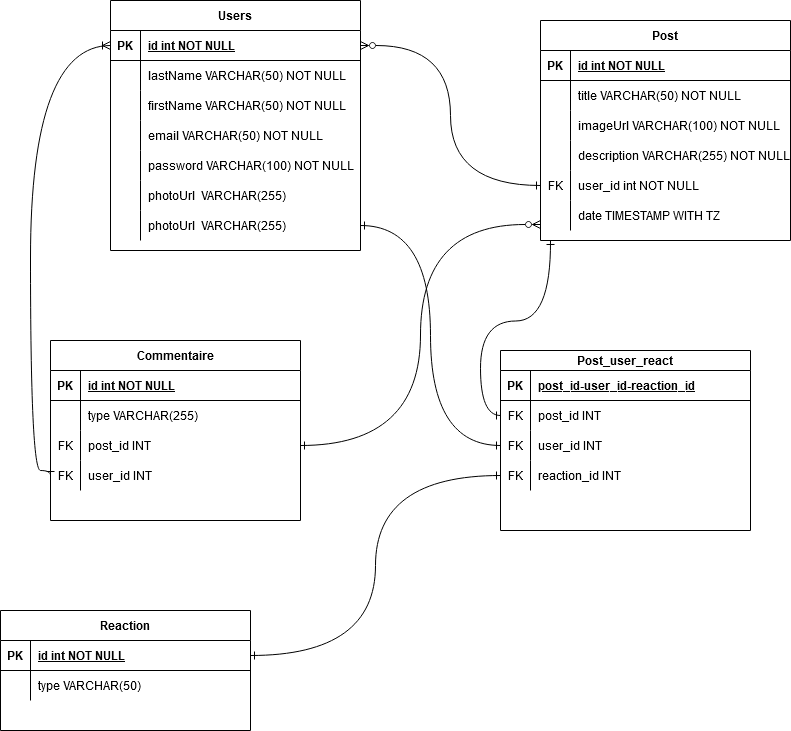 Users
PK id int NOT NULL
lastName VARCHAR(50) NOT NULL
firstName VARCHAR(50) NOT NULL
email VARCHAR(50) NOT NULL
password VARCHAR(100) NOT NULL
photoUrl  VARCHAR(255)
photoUrl  VARCHAR(255)
Post
PK id int NOT NULL
title VARCHAR(50) NOT NULL
imageUrl VARCHAR(100) NOT NULL
description VARCHAR(255) NOT NULL
FK user_id int NOT NULL
date TIMESTAMP WITH TZ
Commentaire
PK id int NOT NULL
type VARCHAR(255)
FK post_id INT
FK user_id INT
Post_user_react
PK post_id-user_id-reaction_id
FK post_id INT
FK user_id INT
FK reaction_id INT
Reaction
PK id int NOT NULL
type VARCHAR(50)